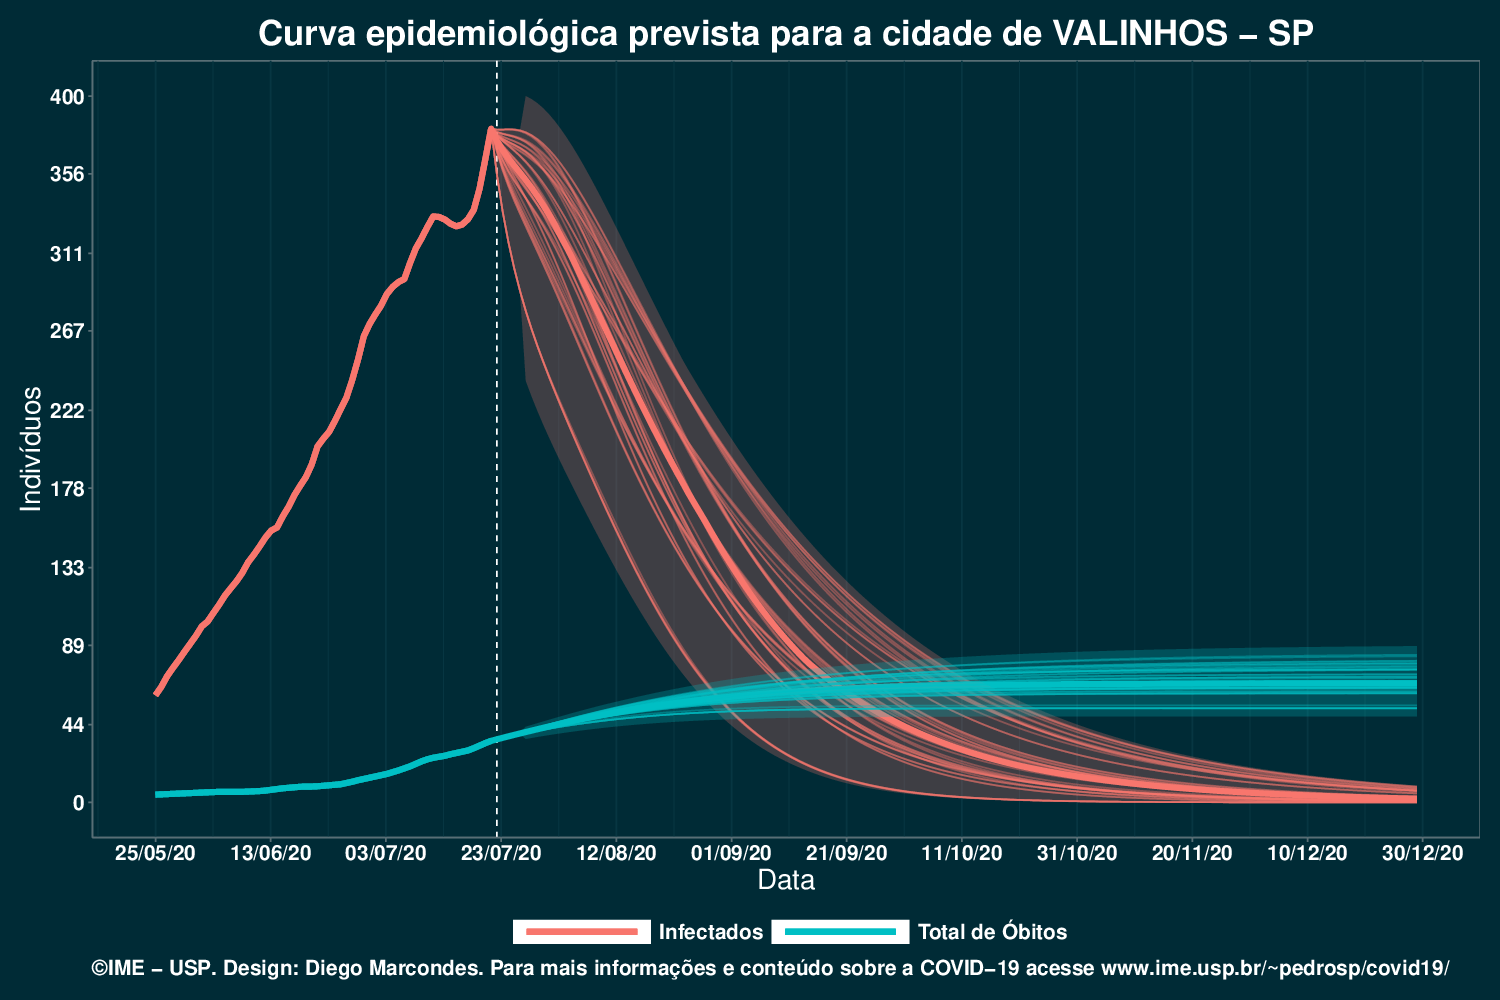 Curva epidemiológica prevista para a cidade de VALINHOS – SP
400
356
311
267
222
178
133
89
44
0
Indivíduos
25/05/20 13/06/20 03/07/20 23/07/20 12/08/20 01/09/20 21/09/20 11/10/20 31/10/20 20/11/20 10/12/20 30/12/20
Data
Infectados Total de Óbitos
©IME – USP. Design: Diego Marcondes. Para mais informações e conteúdo sobre a COVID–19 acesse www.ime.usp.br/~pedrosp/covid19/